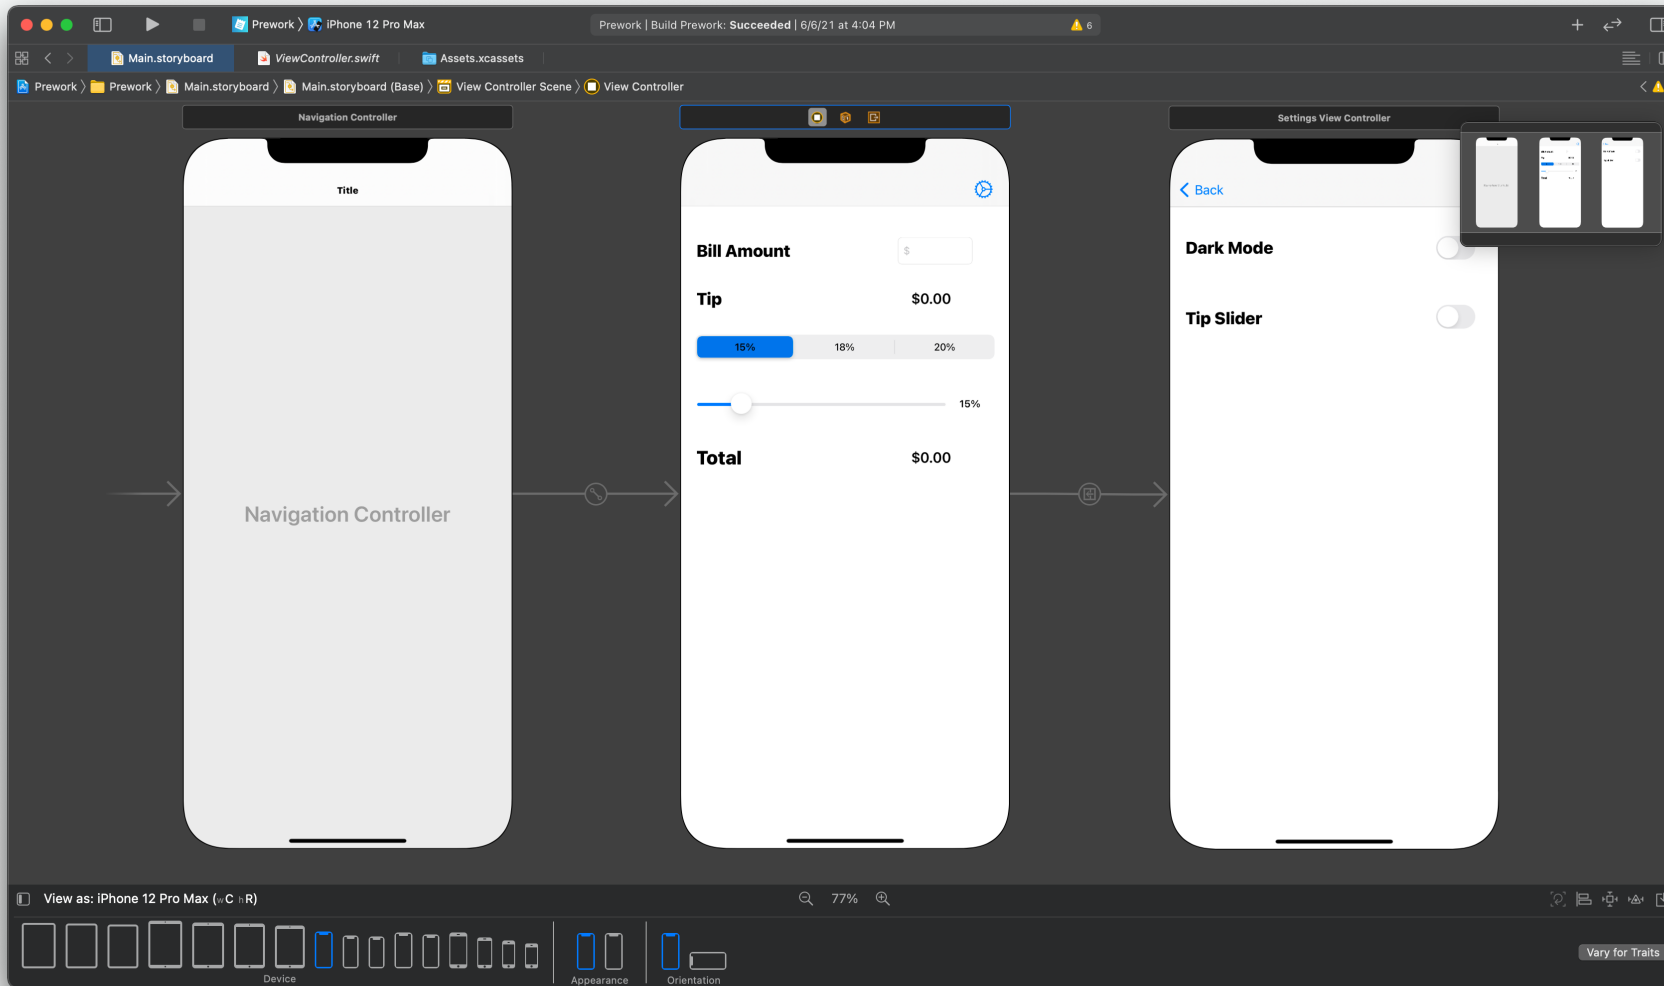 Prework
iPhone 12 Pro Max
Prework | Build Prework: Succeeded | 6/6/21 at 4:04 PM
6
Main.storyboard
ViewController.swift
Assets.xcassets
Prework
Prework
Main.storyboard
Main.storyboard (Base)
View Controller Scene
View Controller
Navigation Controller
Settings View Controller
Title
Back
Bill Amount
$
Dark Mode
Tip
$0.00
Tip Slider
15%
18%
20%
15%
Total
$0.00
Navigation Controller
View as: iPhone 12 Pro Max (wC hR)
77%
Vary for Traits
Device
Appearance
Orientation